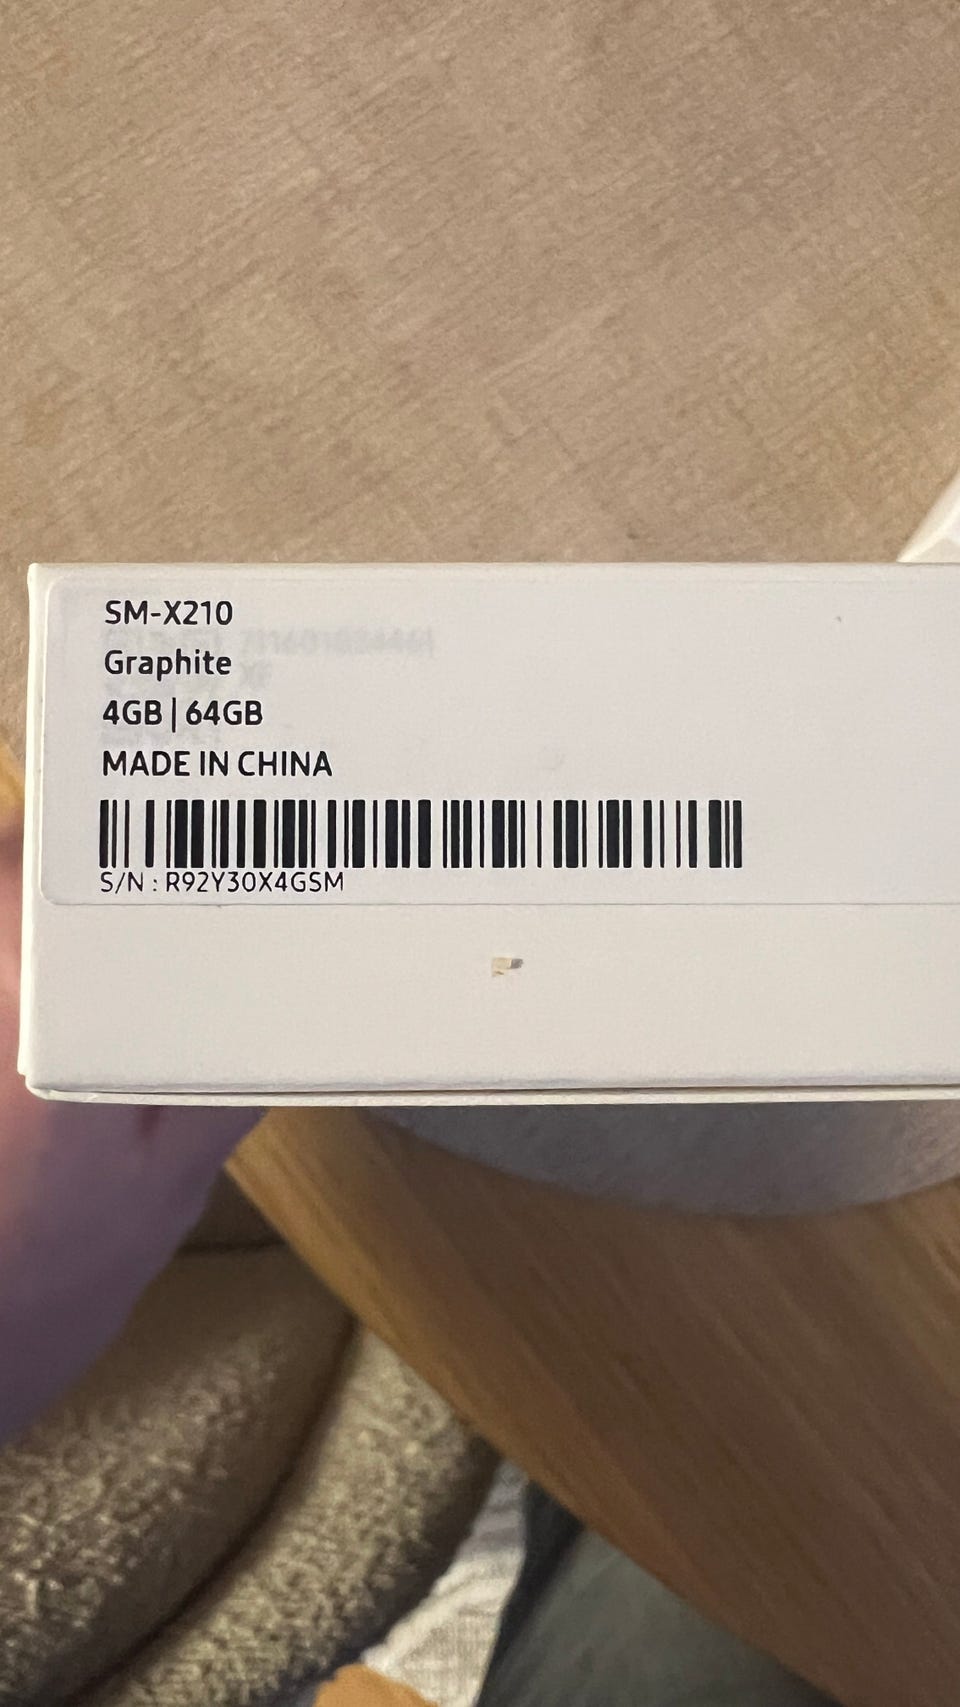 SM-X210
Graphite
4GB | 64GB
MADE IN CHINA
S/N : R92Y30X4GSM